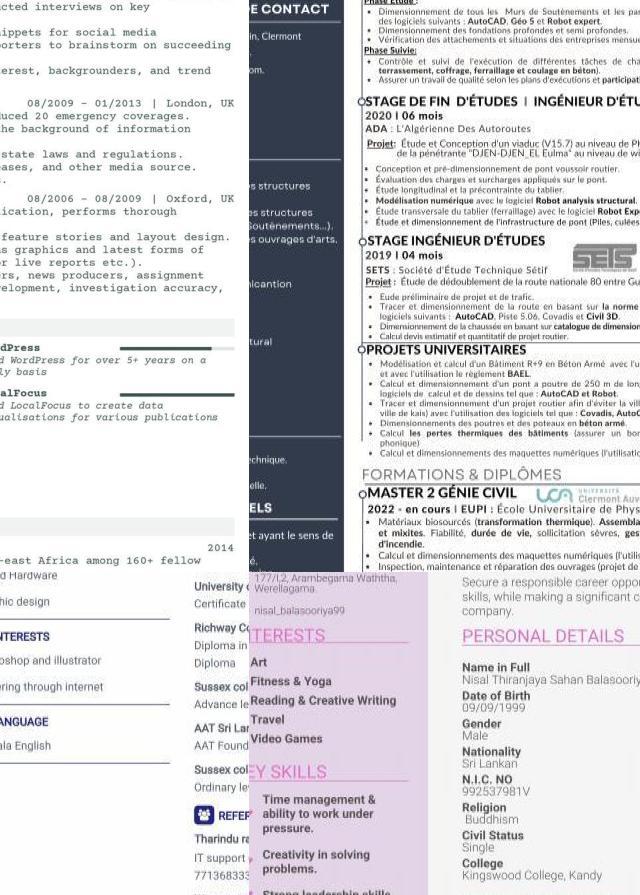 cted interviews on key
nippets for social media
porters to brainstorm on succeeding
terest, backgrounders, and trend
08/2009 - 01/2013 | London, UK
duced 20 emergency coverages.
the background of information
state laws and regulations.
eases, and other media source.
s.
08/2006 - 08/2009 | Oxford, UK
lication, performs thorough
feature stories and layout design.
s graphics and latest forms of
or live reports etc.).
ers, news producers, assignment
velopment, investigation accuracy,
dPress
d WordPress for over 5+ years on a
ly basis
alFocus
d LocalFocus to create data
ualisations for various publications
2014
-east Africa among 160+ fellow
E CONTACT
in, Clermont
om.
s structures
es structures
Soutènements...).
s ouvrages d'arts.
nicantion
tural
echnique.
elle.
ELS
et ayant le sens de
é.
Phase Étude :
• Dimensionnement de tous les Murs de Soutènements et les pa
des logiciels suivants : AutoCAD, Géo 5 et Robot expert.
• Dimensionnement des fondations profondes et semi profondes.
• Vérification des attachements et situations des entreprises mensue
Phase Suivie:
• Contrôle et suivi de l'exécution de différentes tâches de cha
terrassement, coffrage, ferraillage et coulage en béton).
• Assurer un travail de qualité selon les plans d'exécutions et participati
STAGE DE FIN D'ÉTUDES | INGÉNIEUR D'ÉTU
2020 I 06 mois
ADA : L'Algérienne Des Autoroutes
Projet: Étude et Conception d'un viaduc (V15.7) au niveau de PK
de la pénétrante "DJEN-DJEN_EL Eulma" au niveau de wi
• Conception et pré-dimensionnement de pont voussoir courant.
• Évaluation des charges et surcharges appliqués sur le pont.
• Étude longitudinal et la précontrainte du tablier.
• Modélisation numérique avec le logiciel Robot analysis structural.
• Étude transversale du tablier (ferraillage) avec le logiciel Robot Expe
• Étude et dimensionnement de l'infrastructure de pont (Piles, culées
STAGE INGÉNIEUR D'ÉTUDES
2019 I 04 mois
SETS
SETS : Société d'Étude Technique Sétif
Projet : Étude de dédoublement de la route nationale 80 entre Gu
• Eude préliminaire de projet et de trafic.
• Tracer et dimensionnement de la route en basant sur la norme
logiciels suivants : AutoCAD, Piste 5.06, Covadis et Civil 3D.
• Dimensionnement de la chaussée en basant sur catalogue de dimension
• Calcul devis estimatif et quantitatif de projet routier.
PROJETS UNIVERSITAIRES
• Modélisation et calcul d'un Bâtiment R+9 en Béton Armé avec l'u
et avec l'utilisation le règlement BAEL.
• Calcul et dimensionnement d'un pont a poutre de 250 m de long
logiciels de calcul et de dessins tel que : AutoCAD et Robot.
• Tracer et dimensionnement d'un projet routier afin d'éviter la vill
ville de kais) avec l'utilisation des logiciels tel que : Covadis, AutoC
• Dimensionnements des poutres et des poteaux en béton armé.
• Calcul les pertes thermiques des bâtiments (assurer un bon
phonique)
• Calcul et dimensionnements des maquettes numériques (l'utilisatio
FORMATIONS & DIPLÔMES
MASTER 2 GÉNIE CIVIL
UCA UNIVERSITÉ
Clermont Auv
2022 - en cours I EUPI : École Universitaire de Phys
• Matériaux biosourcés (transformation thermique). Assembla
et mixtes. Fiabilité, durée de vie, sollicitation sèvres, ges
d'incendie.
• Calcul et dimensionnements des maquettes numériques (l'utilis
• Inspection, maintenance et réparation des ouvrages (projet de
d Hardware
hic design
NTERESTS
oshop and illustrator
ering through internet
ANGUAGE
ala English
University o
Certificate
Richway Co
Diploma in
Diploma
Sussex col
Advance le
AAT Sri Lan
AAT Found
Sussex col
Ordinary le
REFER
Tharindu ra
IT support
771368333
177/I,2, Arambegama Waththa,
Werellagama.
nisal_balasooriya99
TERESTS
Art
Fitness & Yoga
Reading & Creative Writing
Travel
Video Games
EY SKILLS
Time management &
ability to work under
pressure.
Creativity in solving
problems.
Strong leadership skills
Secure a responsible career oppo
skills, while making a significant c
company.
PERSONAL DETAILS
Name in Full
Nisal Thiranjaya Sahan Balasooriy
Date of Birth
09/09/1999
Gender
Male
Nationality
Sri Lankan
N.I.C. NO
992537981V
Religion
Buddhism
Civil Status
Single
College
Kingswood College, Kandy